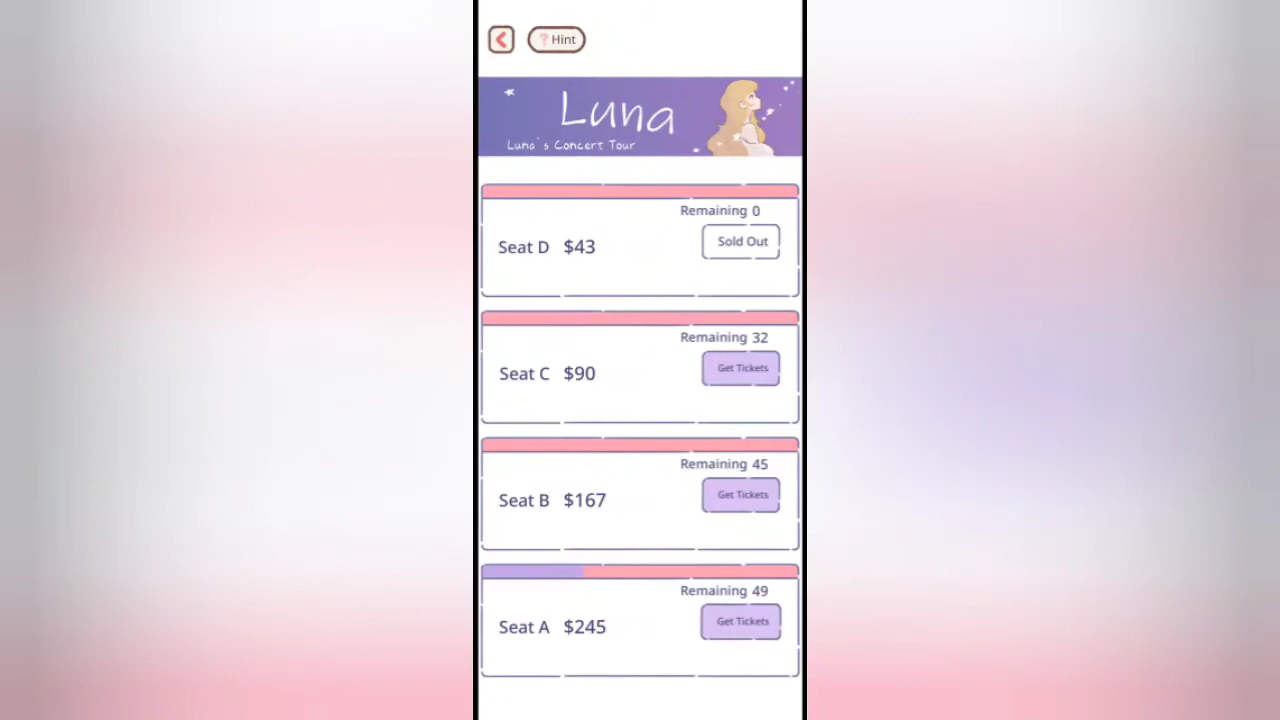 ❓Hint
Luna
Luna's Concert Tour
Remaining 0
Seat D $43
Sold Out
Remaining 32
Seat C $90
Get Tickets
Remaining 45
Seat B $167
Get Tickets
Remaining 49
Seat A $245
Get Tickets